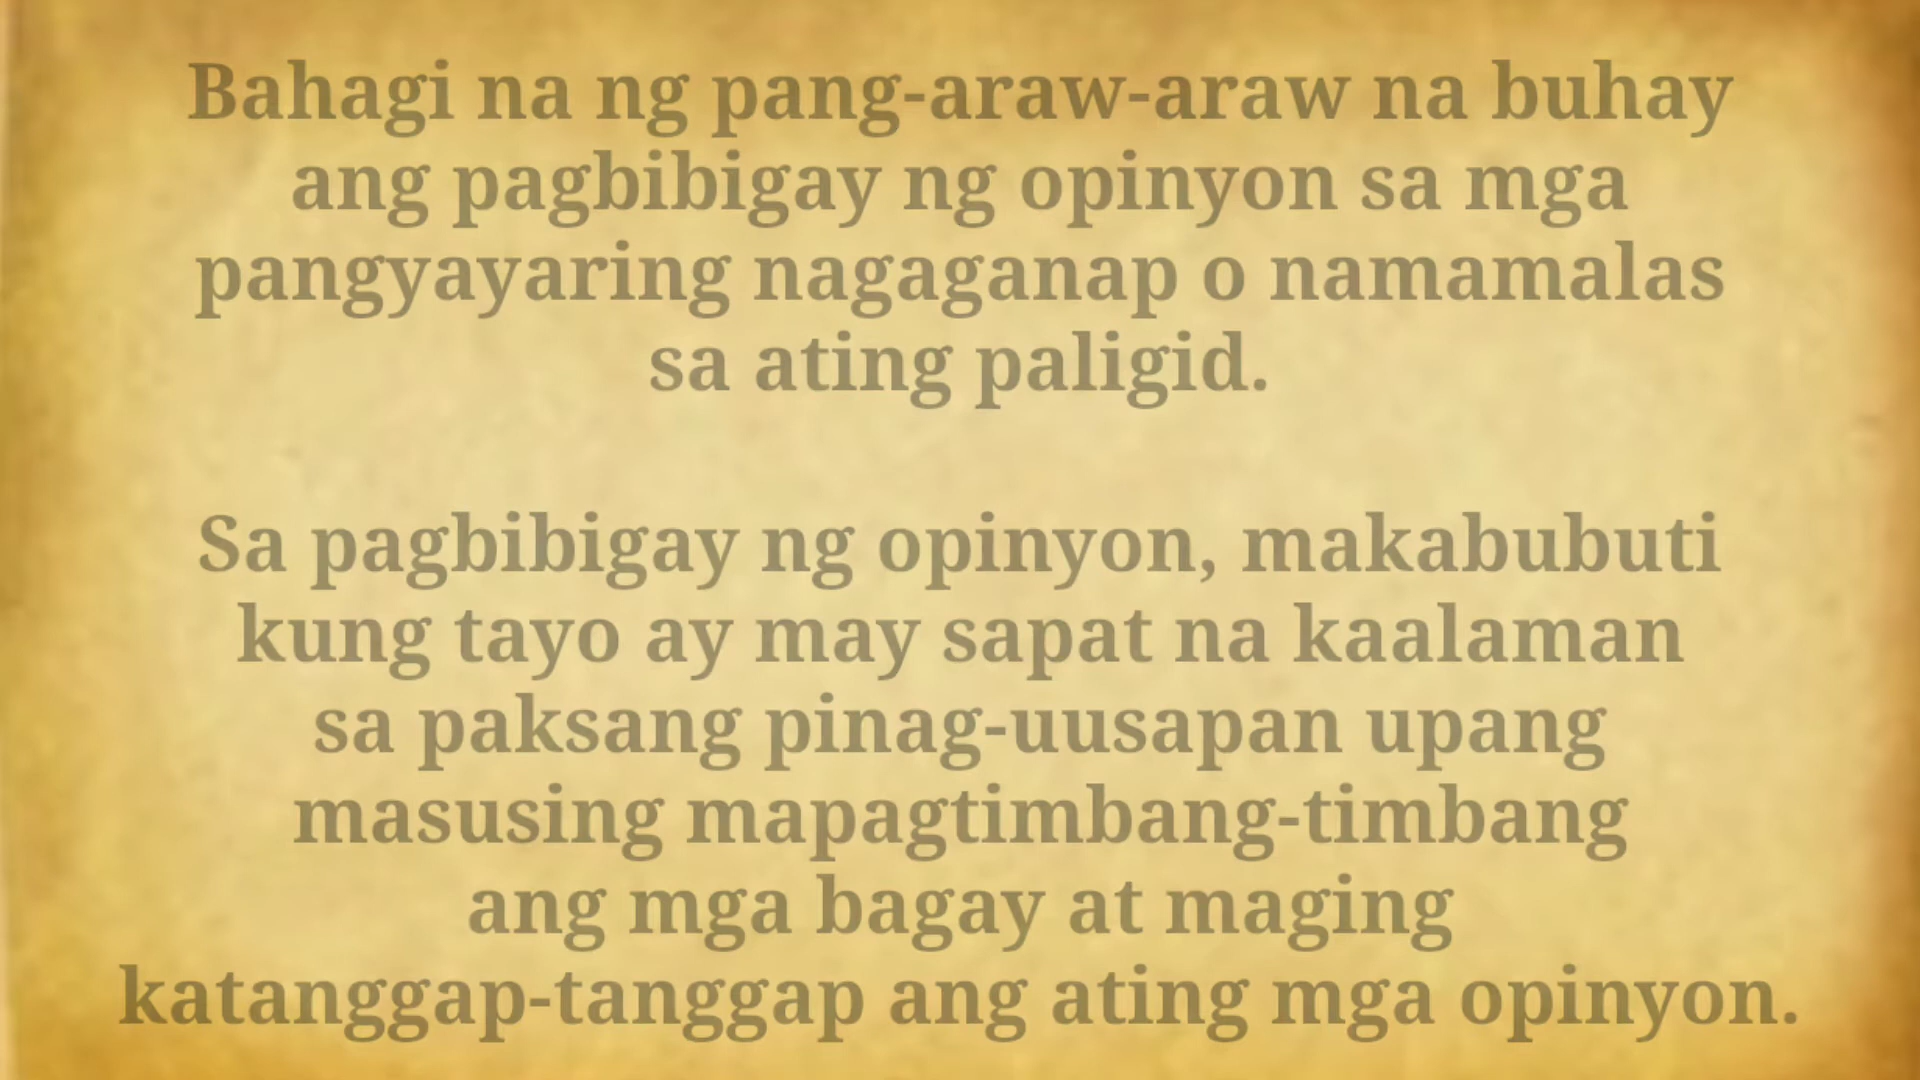 Bahagi na ng pang-araw-araw na buhay
ang pagbibigay ng opinyon sa mga
pangyayaring nagaganap o namamalas
sa ating paligid.
Sa pagbibigay ng opinyon, makabubuti
kung tayo ay may sapat na kaalaman
sa paksang pinag-uusapan upang
masusing mapagtimbang-timbang
ang mga bagay at maging
katanggap-tanggap ang ating mga opinyon.